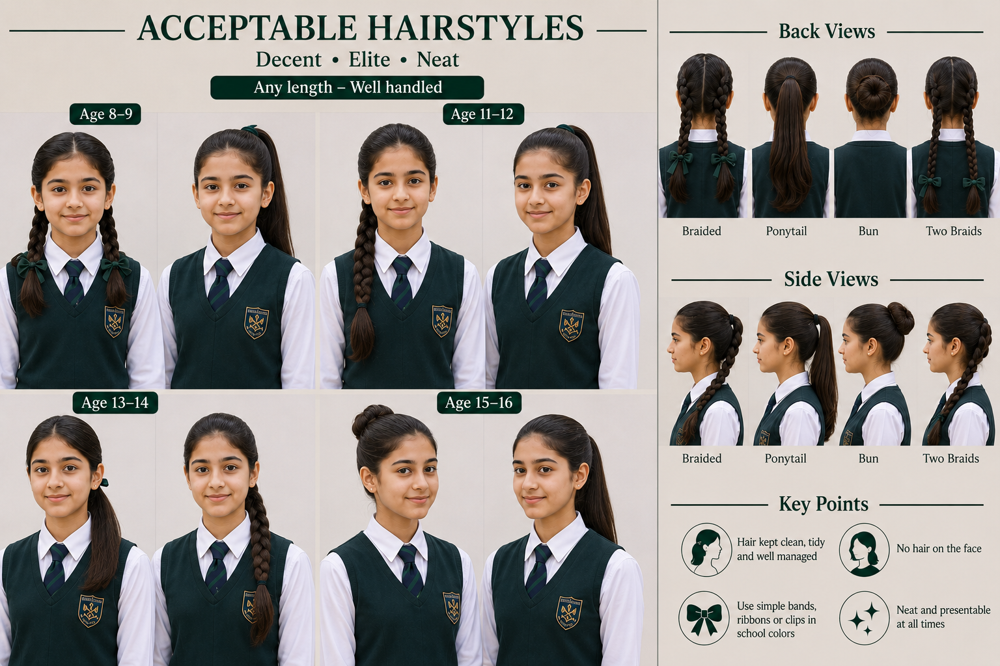 ACCEPTABLE HAIRSTYLES
Decent • Elite • Neat
Any length – Well handled
Age 8–9
Age 11–12
Age 13–14
Age 15–16
Back Views
Braided
Ponytail
Bun
Two Braids
Side Views
Braided
Ponytail
Bun
Two Braids
Key Points
Hair kept clean, tidy
and well managed
No hair on the face
Use simple bands,
ribbons or clips in
school colors
Neat and presentable
at all times